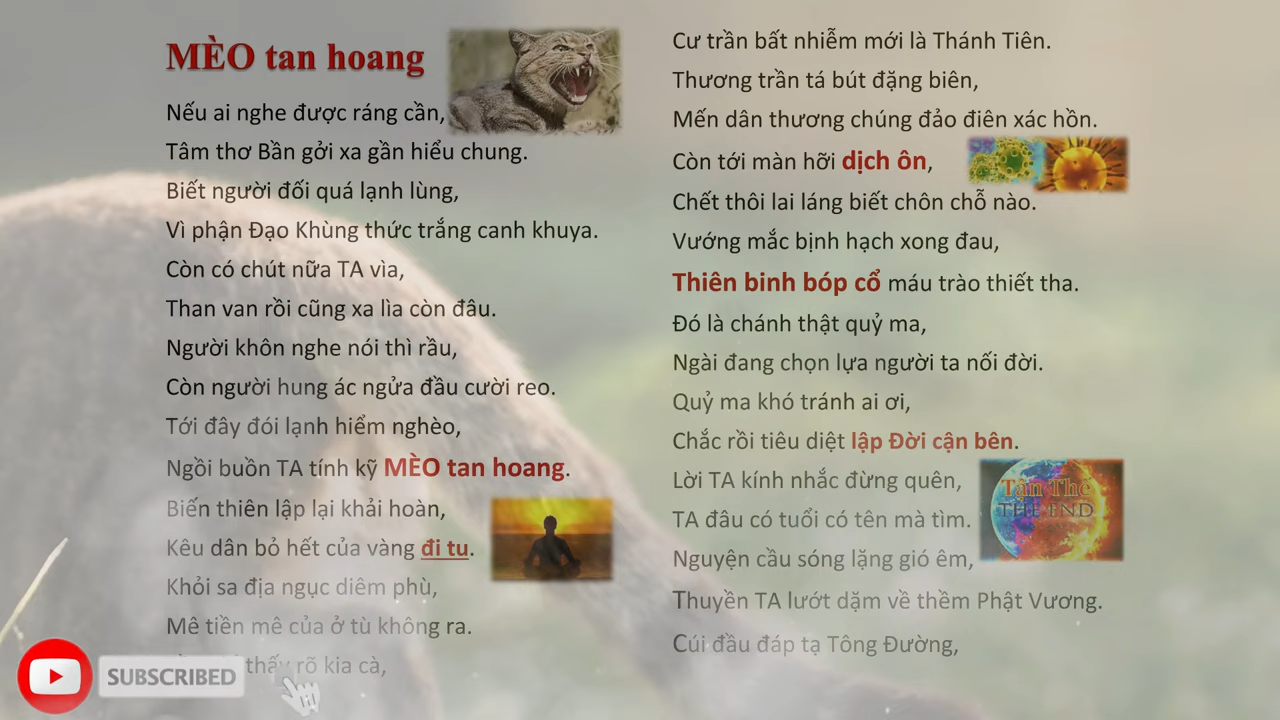 MÈO tan hoang
Nếu ai nghe được ráng cần,
Tâm thơ Bần gởi xa gần hiểu chung.
Biết người đối quá lạnh lùng,
Vì phận Đạo Khùng thức trắng canh khuya.
Còn có chút nữa TA vìa,
Than van rồi cũng xa lìa còn đâu.
Người khôn nghe nói thì rầu,
Còn người hung ác ngửa đầu cười reo.
Tới đây đói lạnh hiểm nghèo,
Ngồi buồn TA tính kỹ MÈO tan hoang.
Biến thiên lập lại khải hoàn,
Kêu dân bỏ hết của vàng đi tu.
Khỏi sa địa ngục diêm phù,
Mê tiền mê của ở tù không ra.
thấy rõ kia cà,
SUBSCRIBED
Cư trần bất nhiễm mới là Thánh Tiên.
Thương trần tá bút đặng biên,
Mến dân thương chúng đảo điên xác hồn.
Còn tới màn hỡi dịch ôn,
Chết thôi lai láng biết chôn chỗ nào.
Vướng mắc bịnh hạch xong đau,
Thiên binh bóp cổ máu trào thiết tha.
Đó là chánh thật quỷ ma,
Ngài đang chọn lựa người ta nối đời.
Quỷ ma khó tránh ai ơi,
Chắc rồi tiêu diệt lập Đời cận bên.
Lời TA kính nhắc đừng quên,
TA đâu có tuổi có tên mà tìm.
Nguyện cầu sóng lặng gió êm,
Thuyền TA lướt dặm về thềm Phật Vương.
Cúi đầu đáp tạ Tông Đường,
Tận Thế
THE END